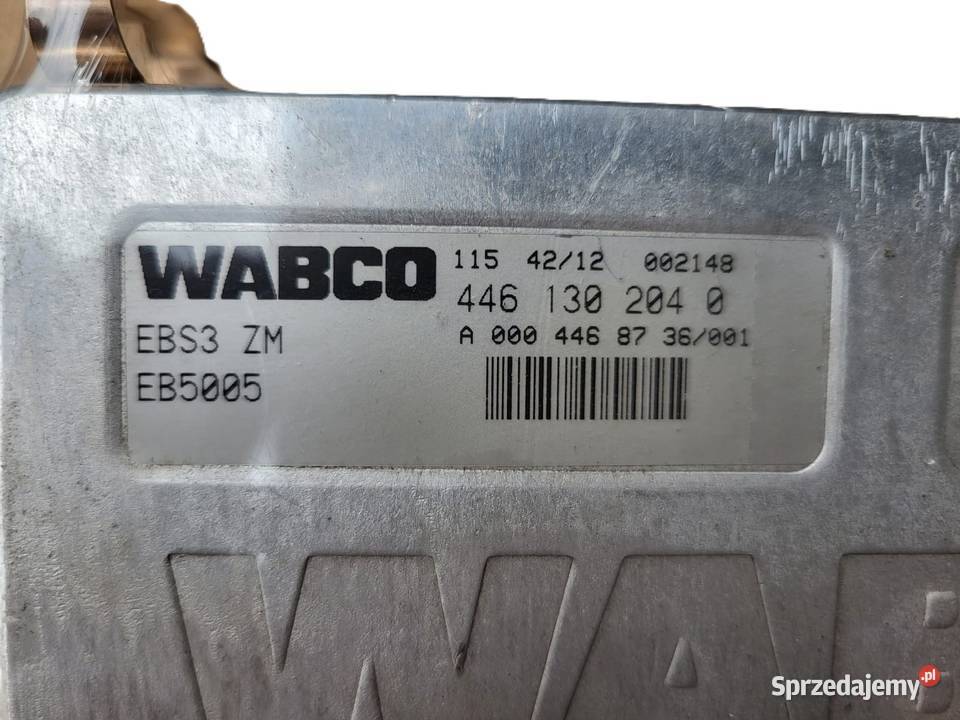 WABCO 115 42/12 002148
446 130 204 0
EBS3 ZM A 000 446 87 36/001
EB5005
WAB
Sprzedajemy.pl